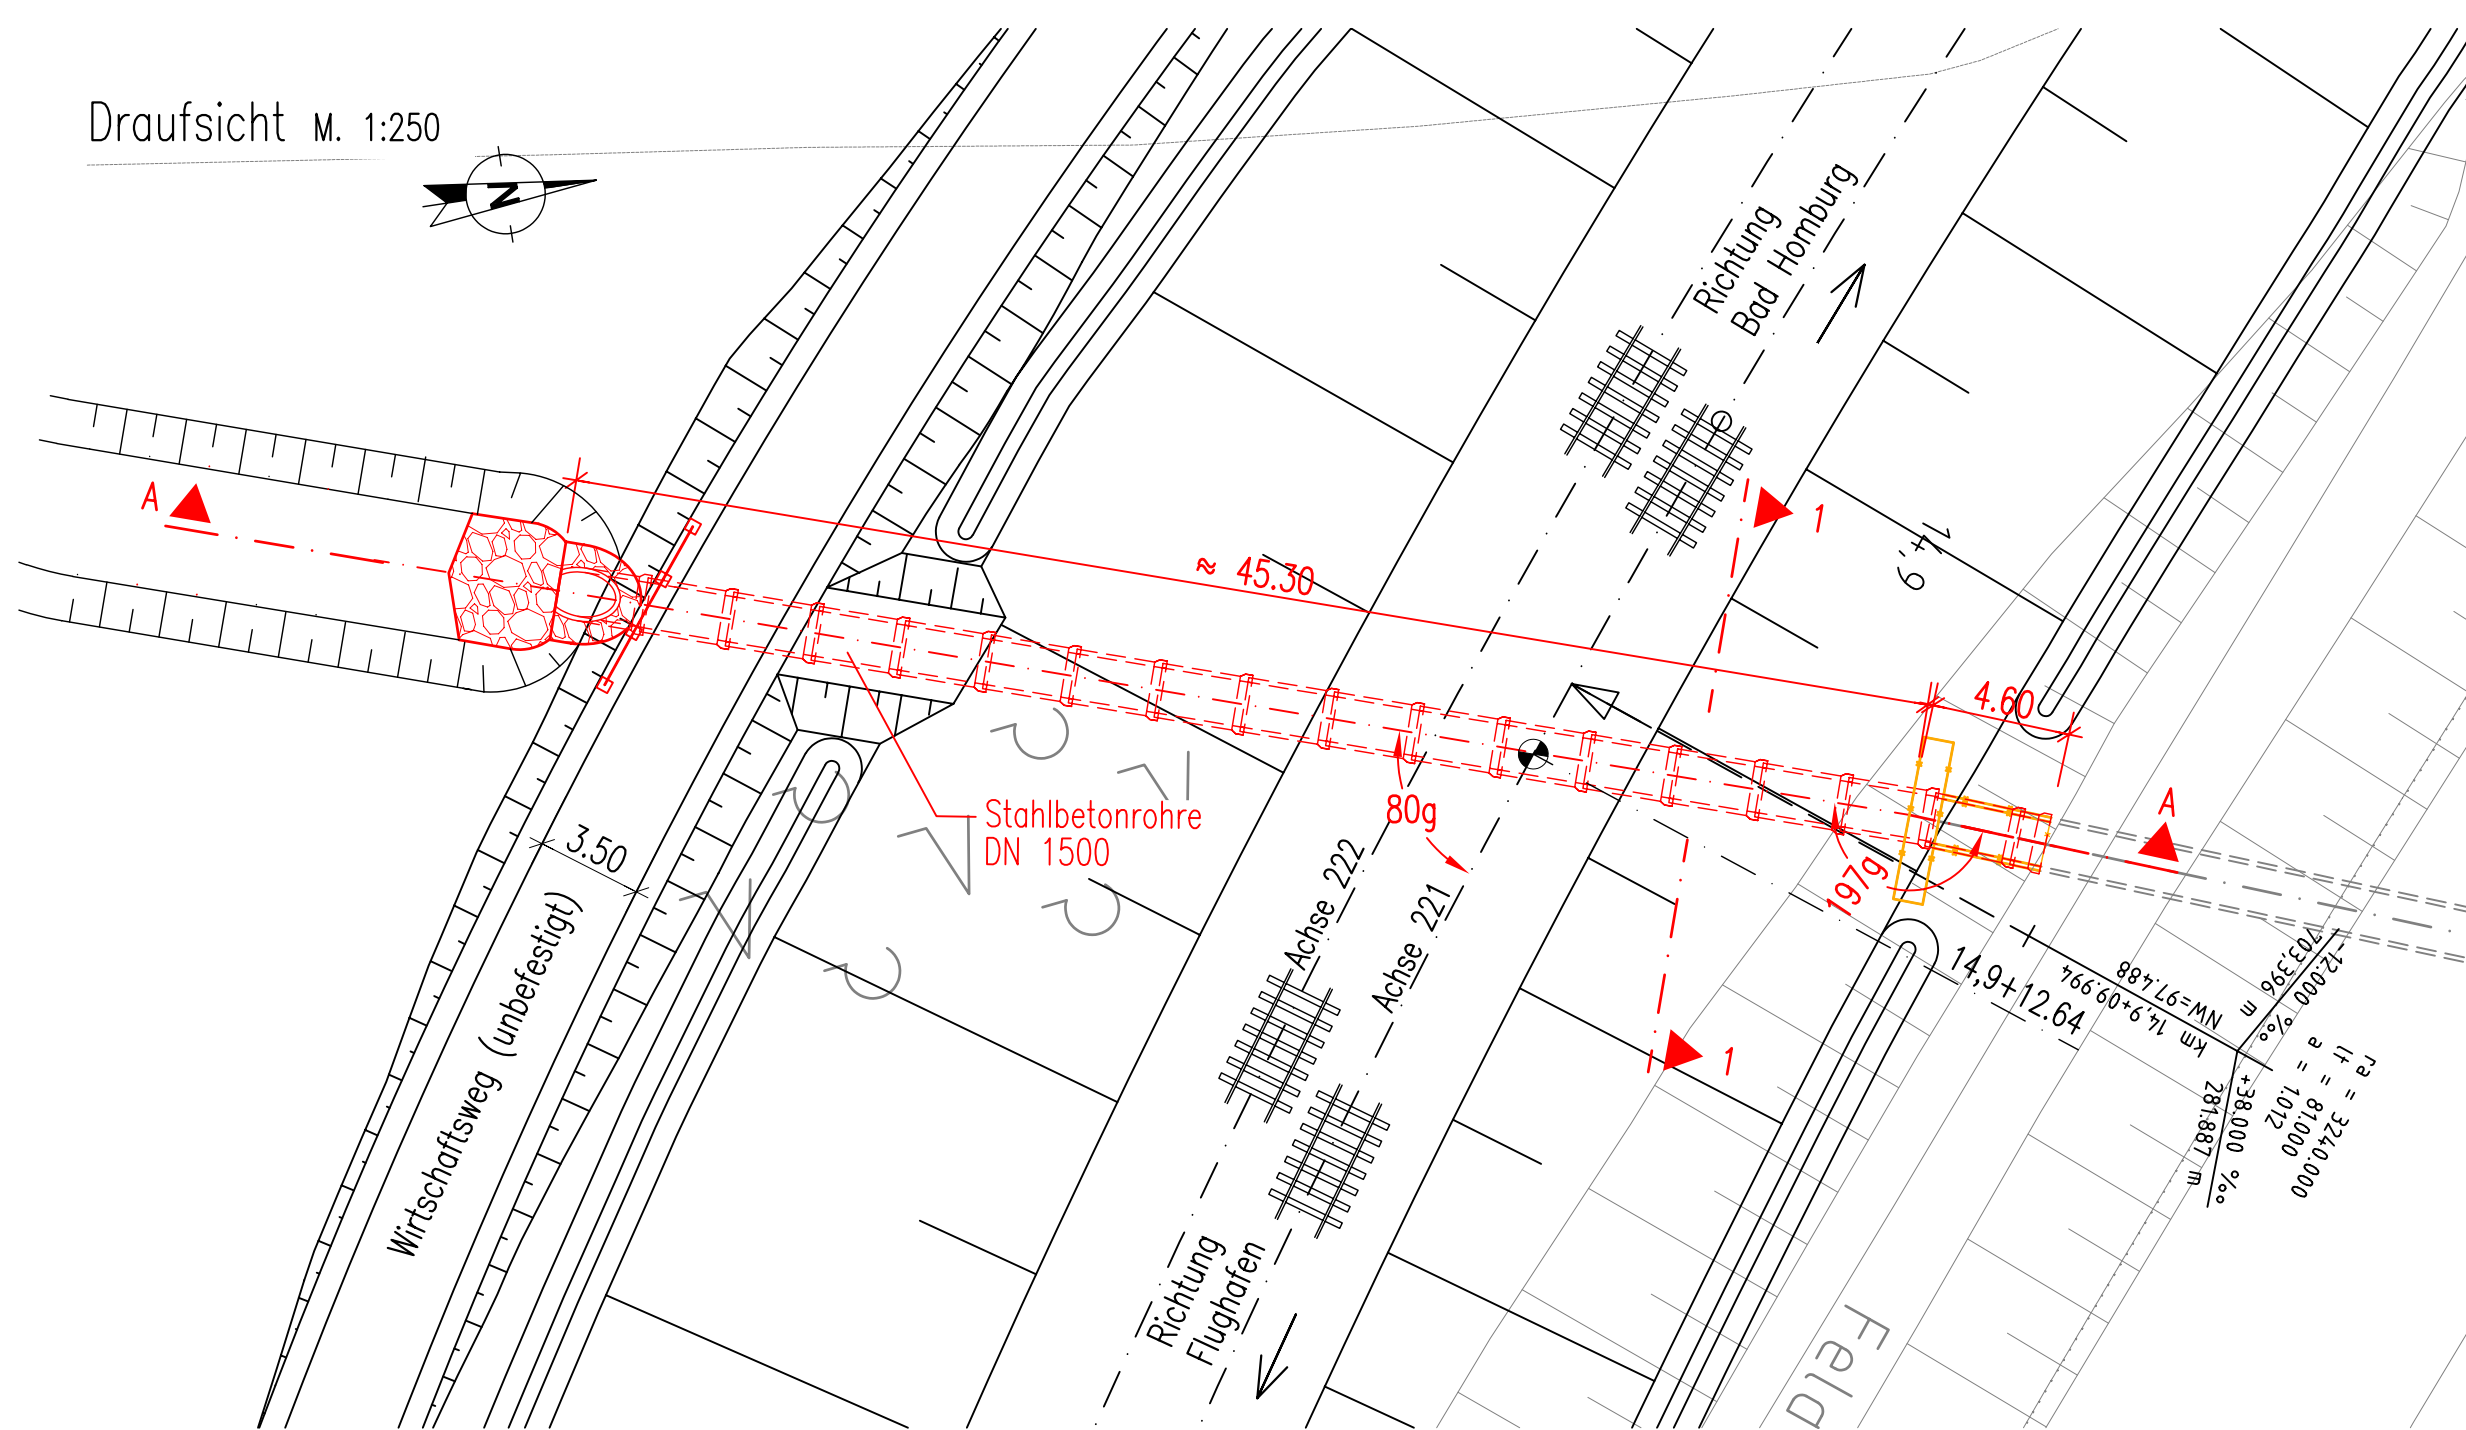 Draufsicht M. 1:250
N
Richtung
Bad Homburg
A
1
14,9
≈ 45.30
4.60
Stahlbetonrohre
DN 1500
80g
A
197g
3.50
Wirtschaftsweg (unbefestigt)
Achse 222
Achse 221
14,9+12.64
km 14,9+09.994
NW=97.488
12.000 ‰
703.396 m
ra = 3240.000
lt = 81.000
a = 1.012
+38.000 ‰
281.887 m
1
Richtung
Flughafen
Feld